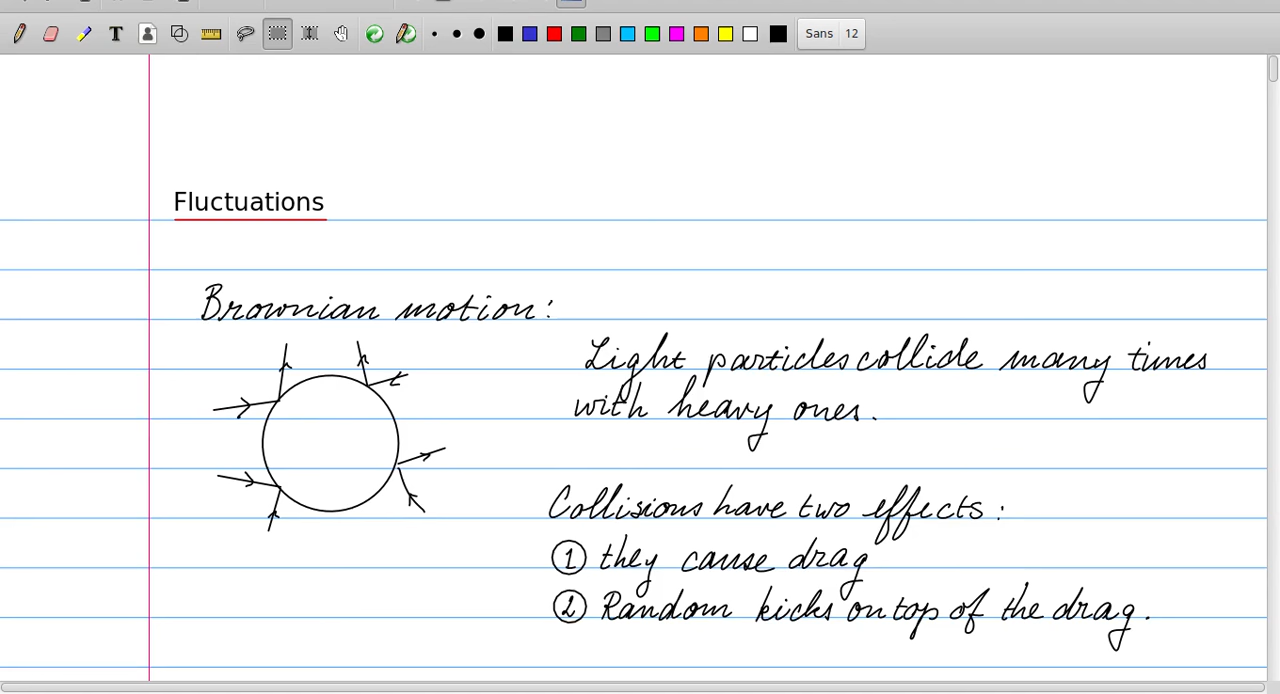 Sans 12
Fluctuations
Brownian motion:
Light particles collide many times
with heavy ones.
Collisions have two effects:
① they cause drag
② Random kicks on top of the drag.